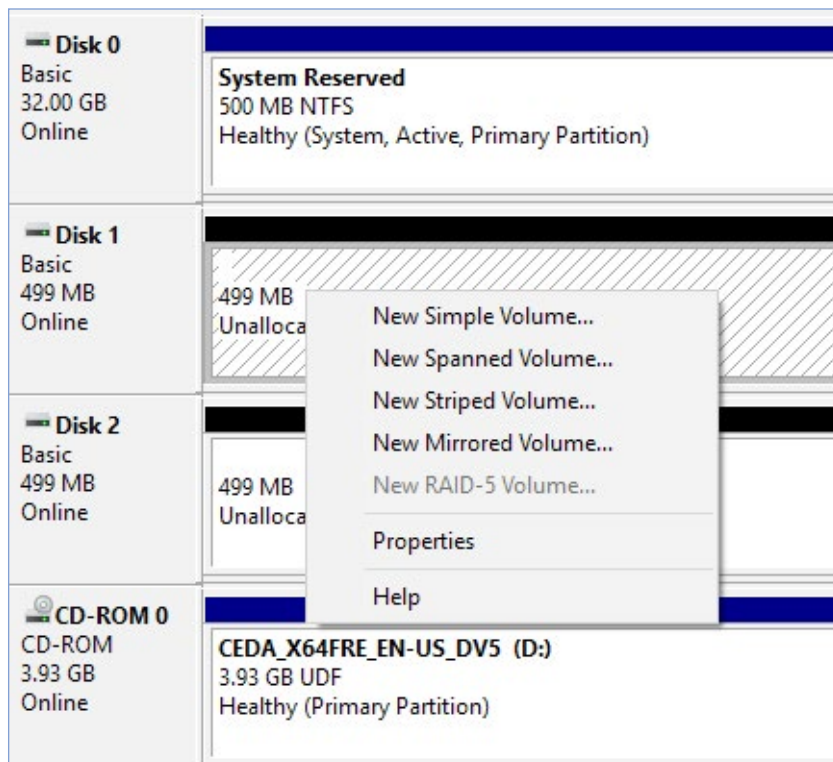 Disk 0
Basic
32.00 GB
Online
System Reserved
500 MB NTFS
Healthy (System, Active, Primary Partition)
Disk 1
Basic
499 MB
Online
499 MB
Unalloca
New Simple Volume...
New Spanned Volume...
New Striped Volume...
New Mirrored Volume...
New RAID-5 Volume...
Properties
Help
Disk 2
Basic
499 MB
Online
499 MB
Unalloca
CD-ROM 0
CD-ROM
3.93 GB
Online
CEDA_X64FRE_EN-US_DV5 (D:)
3.93 GB UDF
Healthy (Primary Partition)